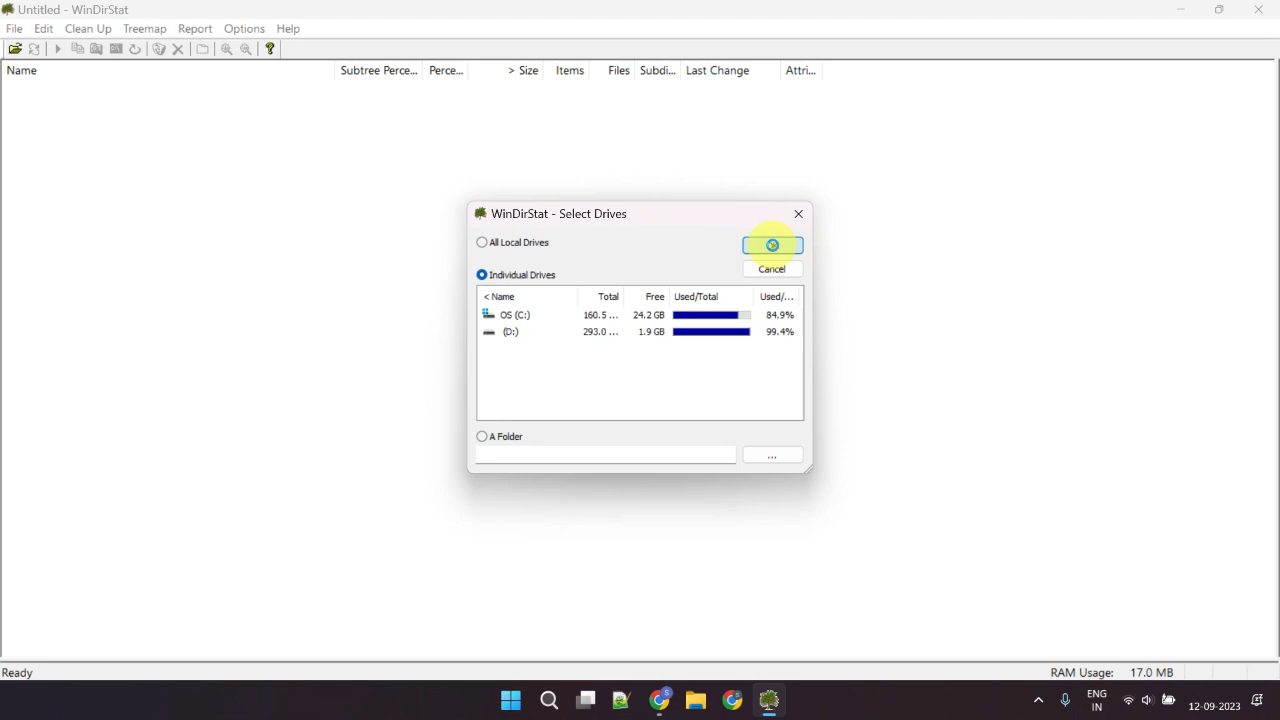 Untitled - WinDirStat
File Edit Clean Up Treemap Report Options Help
Name Subtree Perce... Perce... > Size Items Files Subdi... Last Change Attri...
WinDirStat - Select Drives
All Local Drives
Cancel
Individual Drives
< Name Total Free Used/Total Used/...
OS (C:) 160.5 ... 24.2 GB 84.9%
(D:) 293.0 ... 1.9 GB 99.4%
A Folder
...
Ready RAM Usage: 17.0 MB
ENG
IN
12-09-2023